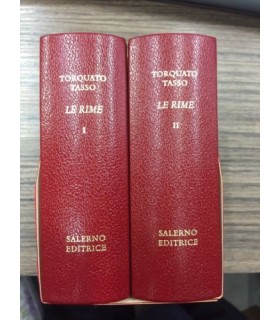 TORQUATO
TASSO
LE RIME
I
SALERNO
EDITRICE
TORQUATO
TASSO
LE RIME
II
SALERNO
EDITRICE